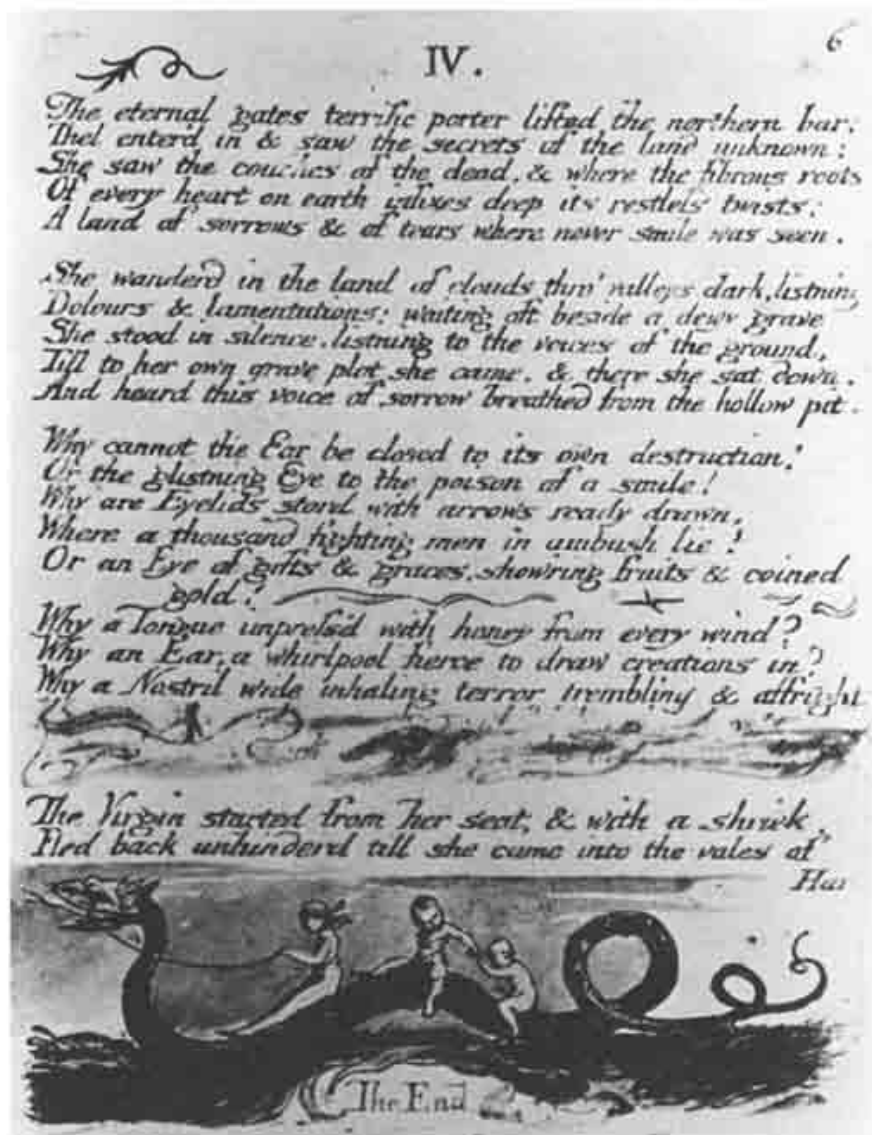 IV.
6
The eternal gates terrific porter lifted the northern bar:
Thel enter'd in & saw the secrets of the land unknown:
She saw the couches of the dead, & where the fibrous roots
Of every heart on earth infixes deep its restless twists:
A land of sorrows & of tears where never smile was seen.
She wanderd in the land of clouds thro' valleys dark, listning
Dolours & lamentations: waiting oft beside a dewy grave
She stood in silence, listning to the voices of the ground,
Till to her own grave plot she came, & there she sat down.
And heard this voice of sorrow breathed from the hollow pit.
Why cannot the Ear be closed to its own destruction!
Or the glistning Eye to the poison of a smile!
Why are Eyelids stord with arrows ready drawn,
Where a thousand fighting men in ambush lie!
Or an Eye of gifts & graces, showring fruits & coined
gold!
Why a Tongue impress'd with honey from every wind?
Why an Ear, a whirlpool fierce to draw creations in?
Why a Nostril wide inhaling terror trembling & affright
The Virgin started from her seat, & with a shriek,
Fled back unhinderd till she came into the vales of
Har
The End